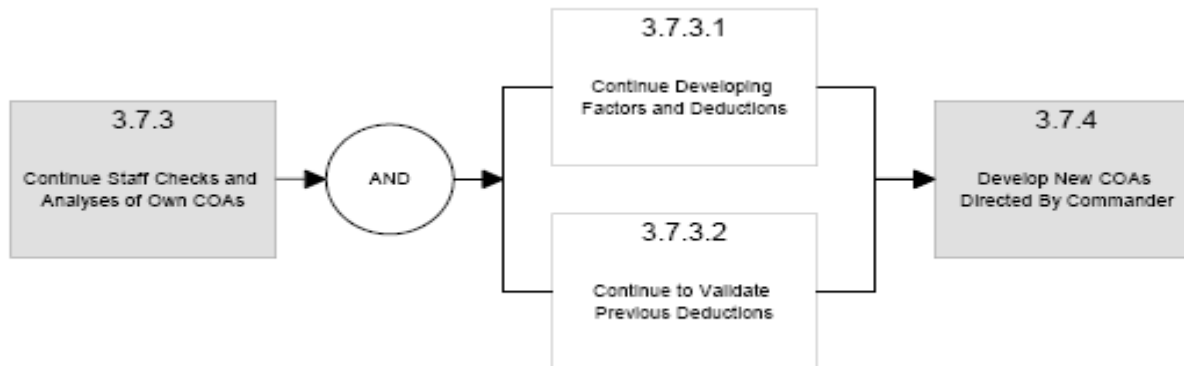 3.7.3
Continue Staff Checks and
Analyses of Own COAs
AND
3.7.3.1
Continue Developing
Factors and Deductions
3.7.3.2
Continue to Validate
Previous Deductions
3.7.4
Develop New COAs
Directed By Commander